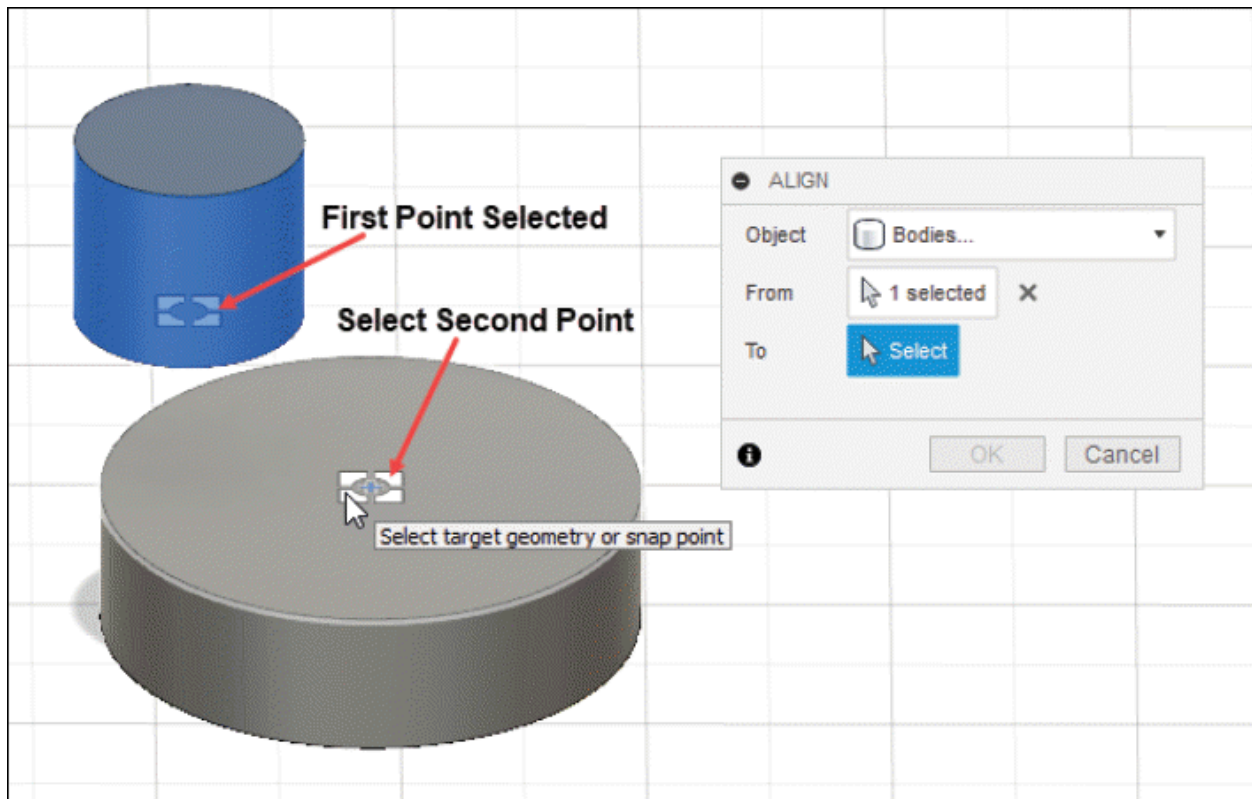 First Point Selected
Select Second Point
Select target geometry or snap point
ALIGN
Object Bodies...
From 1 selected
To Select
OK Cancel